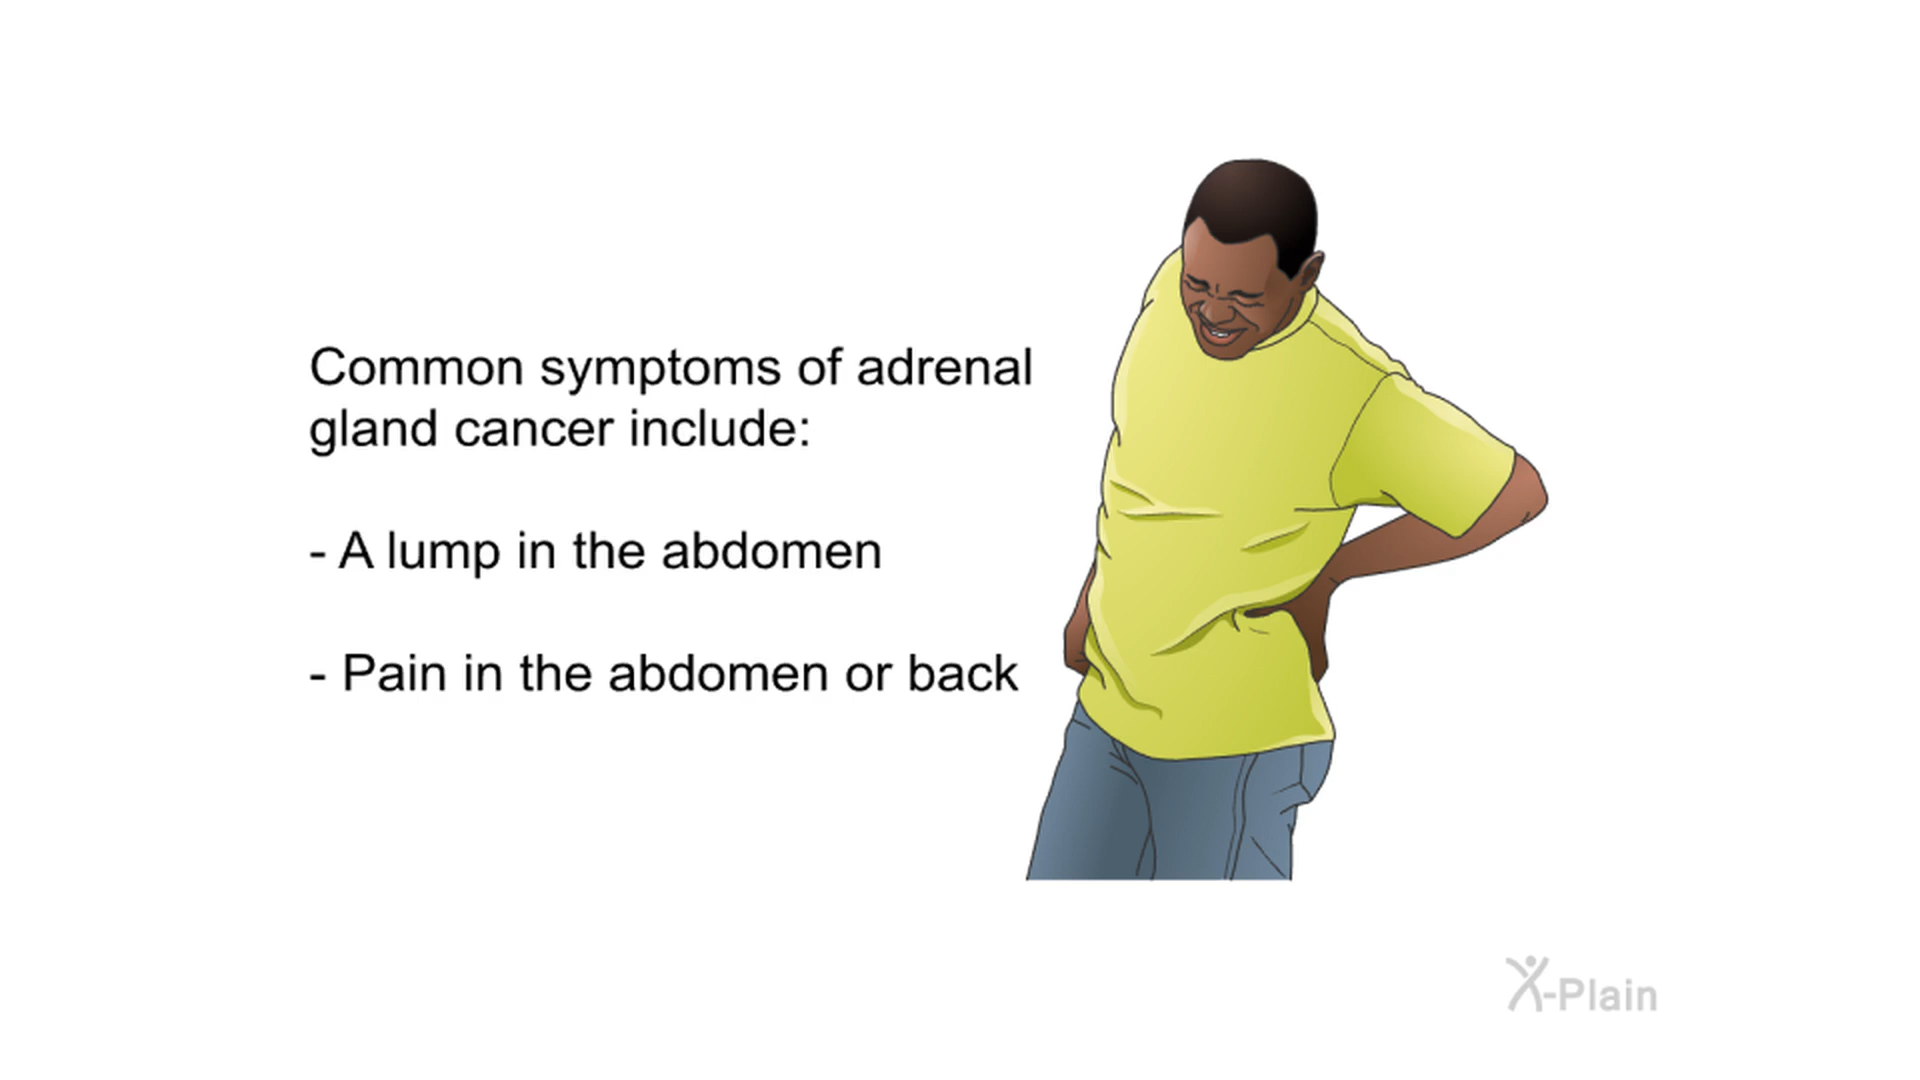 Common symptoms of adrenal
gland cancer include:
- A lump in the abdomen
- Pain in the abdomen or back
X-Plain